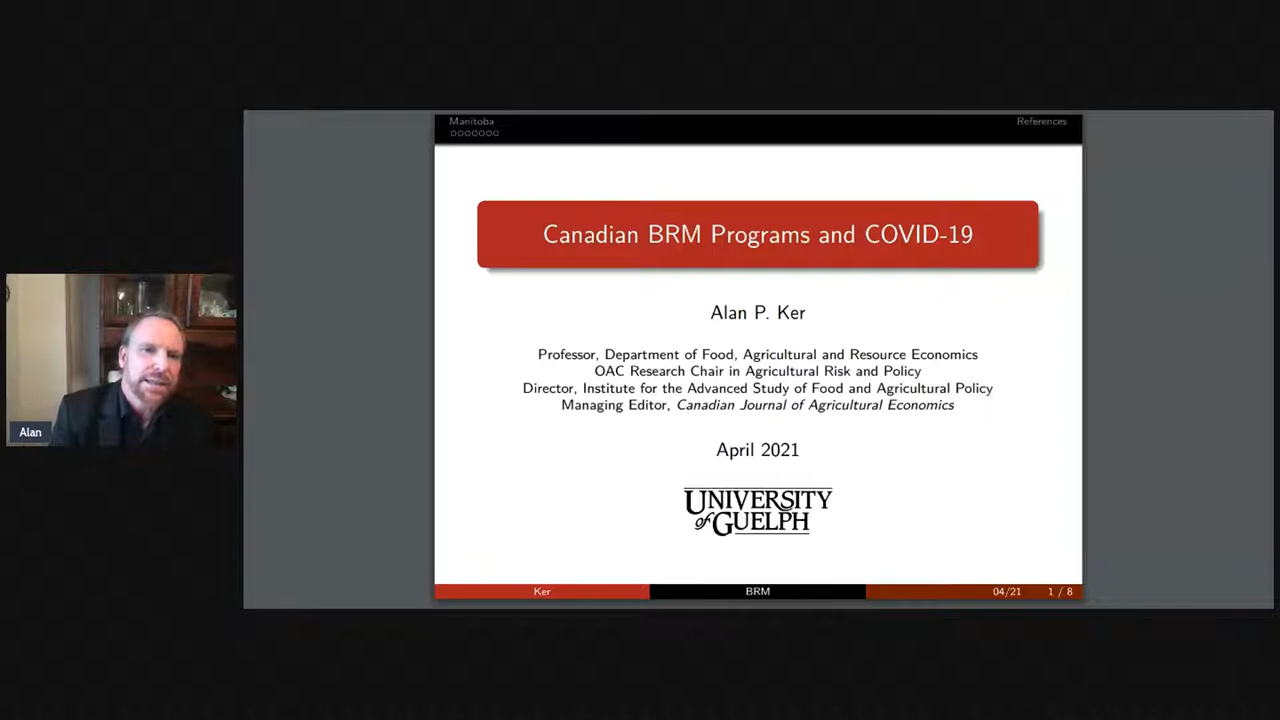 Manitoba
References
Canadian BRM Programs and COVID-19
Alan P. Ker
Professor, Department of Food, Agricultural and Resource Economics
OAC Research Chair in Agricultural Risk and Policy
Director, Institute for the Advanced Study of Food and Agricultural Policy
Managing Editor, Canadian Journal of Agricultural Economics
April 2021
UNIVERSITY
of GUELPH
Ker
BRM
04/21
1 / 8
Alan